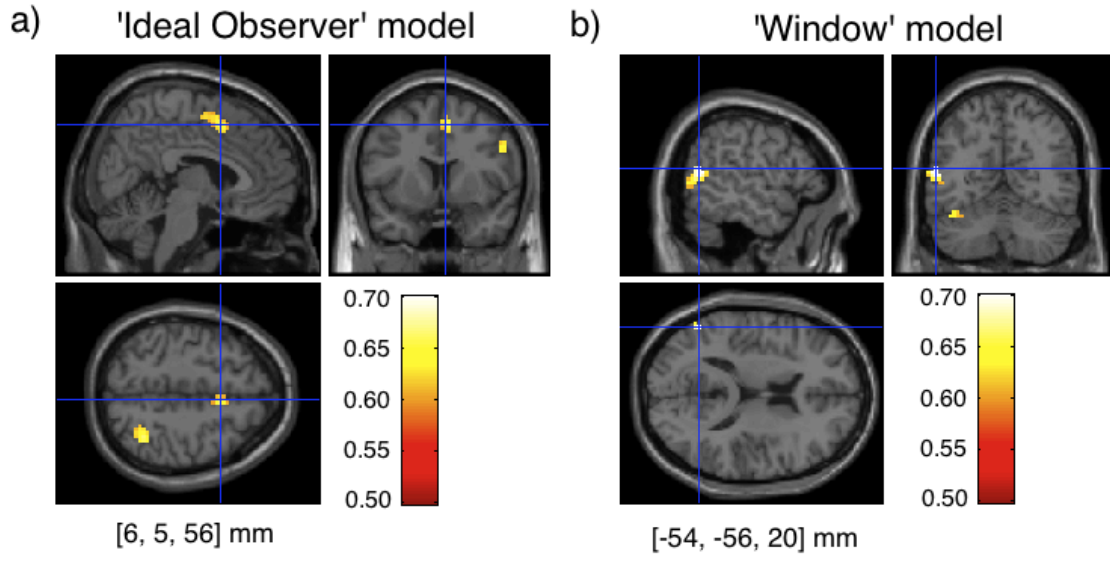 a)
'Ideal Observer' model
0.70
0.65
0.60
0.55
0.50
[6, 5, 56] mm
b)
'Window' model
0.70
0.65
0.60
0.55
0.50
[-54, -56, 20] mm